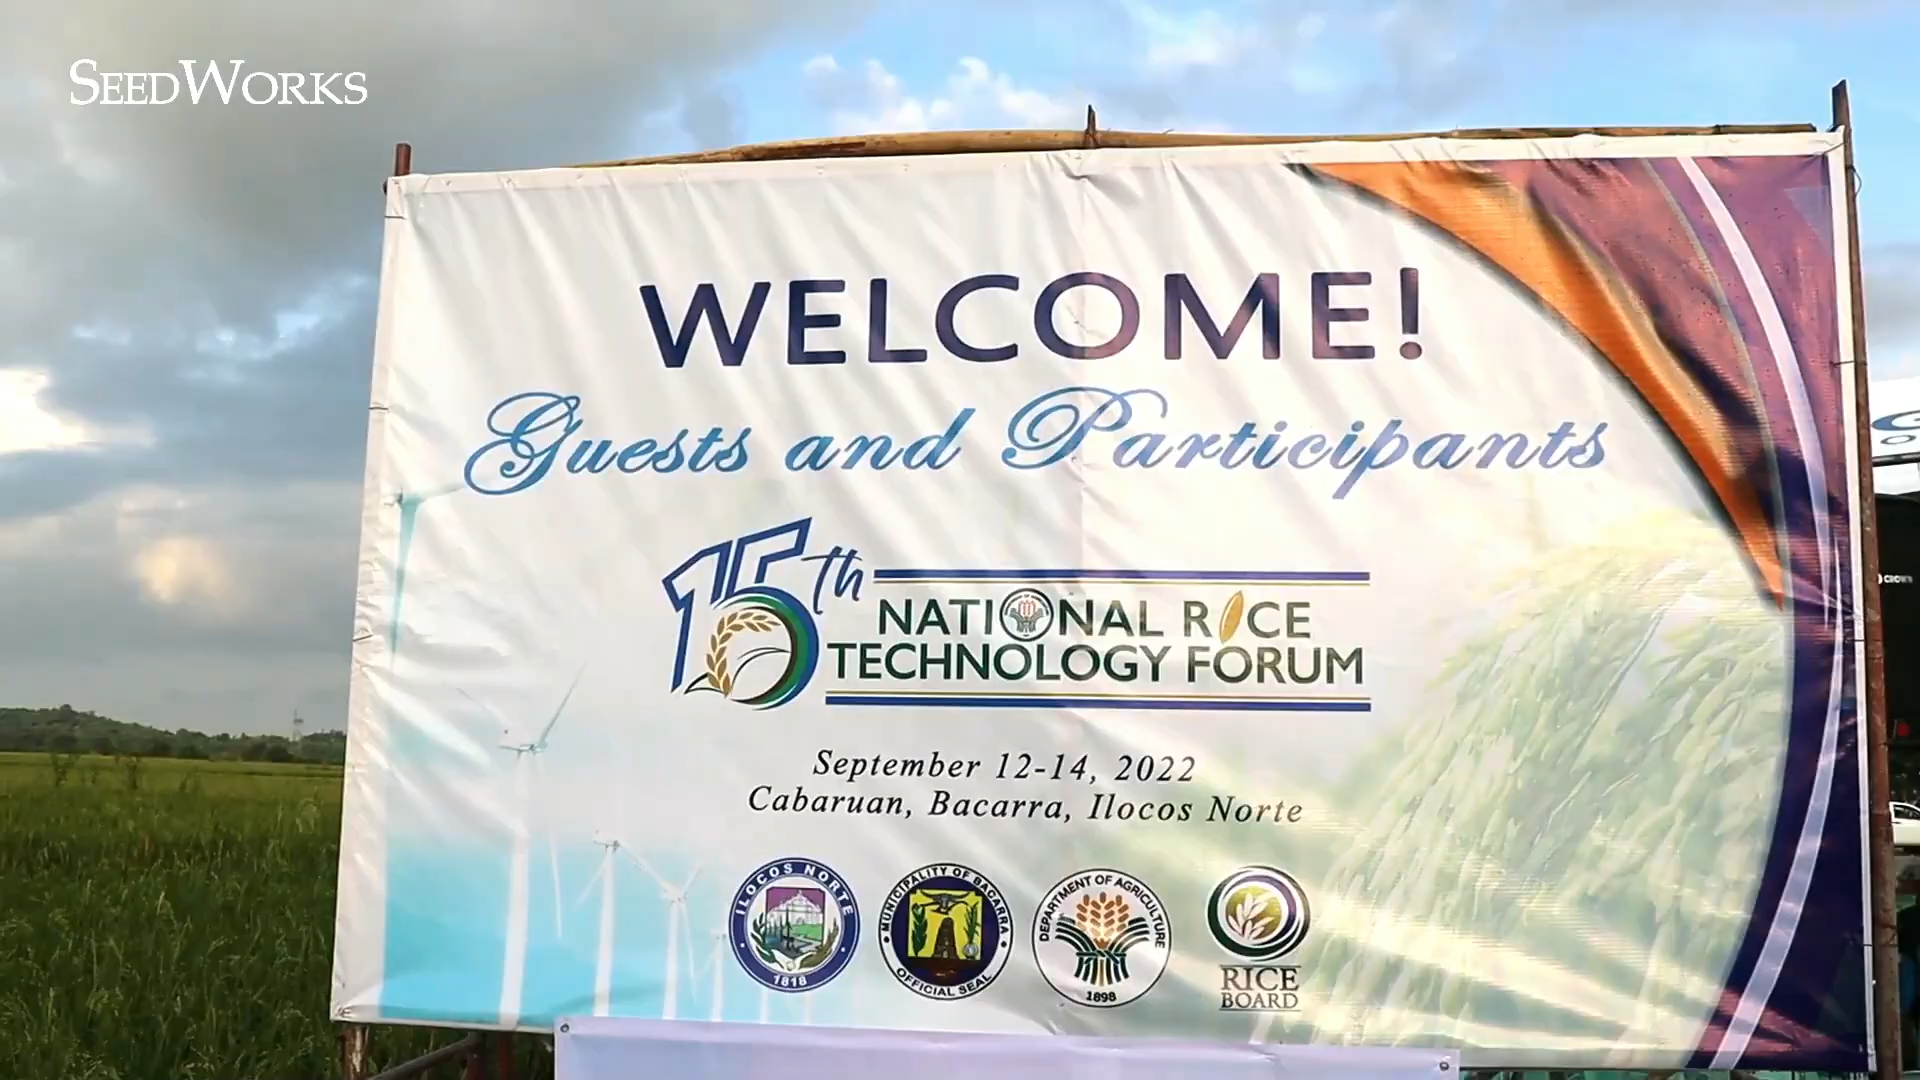 SEEDWORKS
WELCOME!
Guests and Participants
15th
NATIONAL RICE
TECHNOLOGY FORUM
September 12-14, 2022
Cabaruan, Bacarra, Ilocos Norte
ILOCOS NORTE
1818
MUNICIPALITY OF BACARRA
OFFICIAL SEAL
DEPARTMENT OF AGRICULTURE
1898
RICE
BOARD